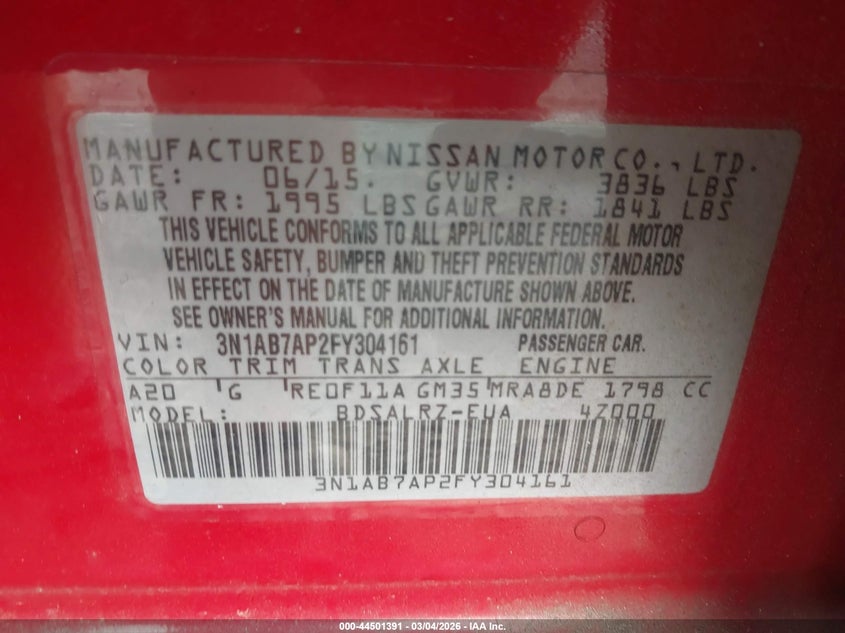 MANUFACTURED BY NISSAN MOTOR CO., LTD.
DATE: 06/15. GVWR: 3836 LBS
GAWR FR: 1995 LBS GAWR RR: 1841 LBS
THIS VEHICLE CONFORMS TO ALL APPLICABLE FEDERAL MOTOR
VEHICLE SAFETY, BUMPER AND THEFT PREVENTION STANDARDS
IN EFFECT ON THE DATE OF MANUFACTURE SHOWN ABOVE.
SEE OWNER'S MANUAL FOR ADDITIONAL INFORMATION.
VIN: 3N1AB7AP2FY304161 PASSENGER CAR.
COLOR TRIM TRANS AXLE ENGINE
A20 G RE0F11A GM35 MRA8DE 1798 CC
MODEL: BDSALRZ-EUA 4Z000
3N1AB7AP2FY304161
000-44501391 - 03/04/2026 - IAA Inc.